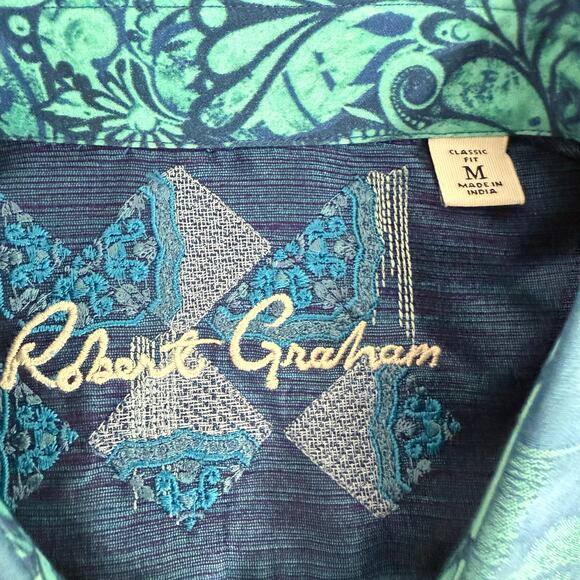 CLASSIC
FIT
M
MADE IN
INDIA
Robert Graham